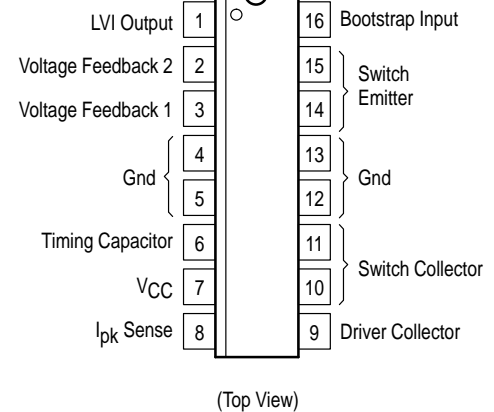 LVI Output 1 16 Bootstrap Input
Voltage Feedback 2 2 15 Switch
Emitter
Voltage Feedback 1 3 14
4 13
Gnd Gnd
5 12
Timing Capacitor 6 11
Switch Collector
VCC 7 10
Ipk Sense 8 9 Driver Collector
(Top View)